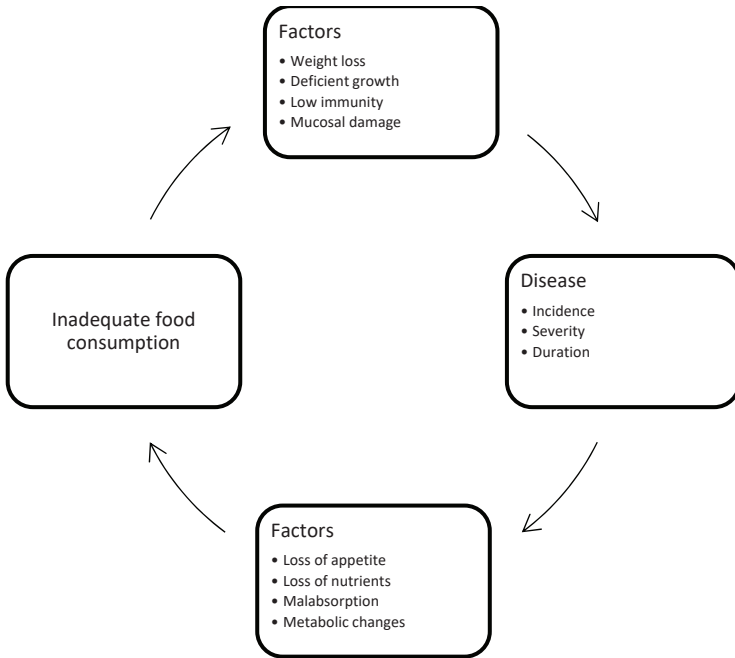 Factors
• Weight loss
• Deficient growth
• Low immunity
• Mucosal damage
Inadequate food
consumption
Disease
• Incidence
• Severity
• Duration
Factors
• Loss of appetite
• Loss of nutrients
• Malabsorption
• Metabolic changes